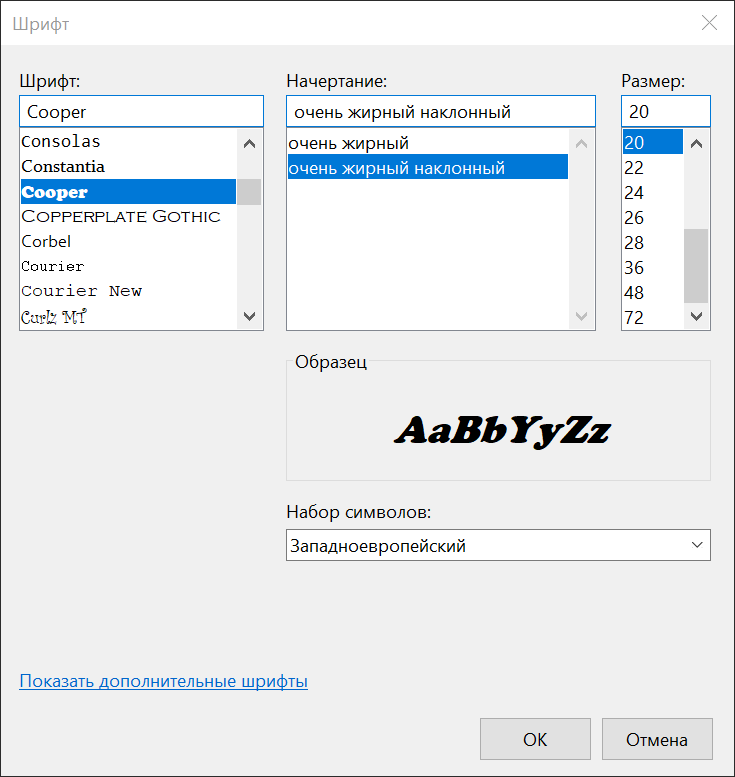 Шрифт
Шрифт:
Cooper
Consolas
Constantia
Cooper
Copperplate Gothic
Corbel
Courier
Courier New
Curlz MT
Начертание:
очень жирный наклонный
очень жирный
очень жирный наклонный
Размер:
20
20
22
24
26
28
36
48
72
Образец
AaBbYyZz
Набор символов:
Западноевропейский
Показать дополнительные шрифты
ОК
Отмена